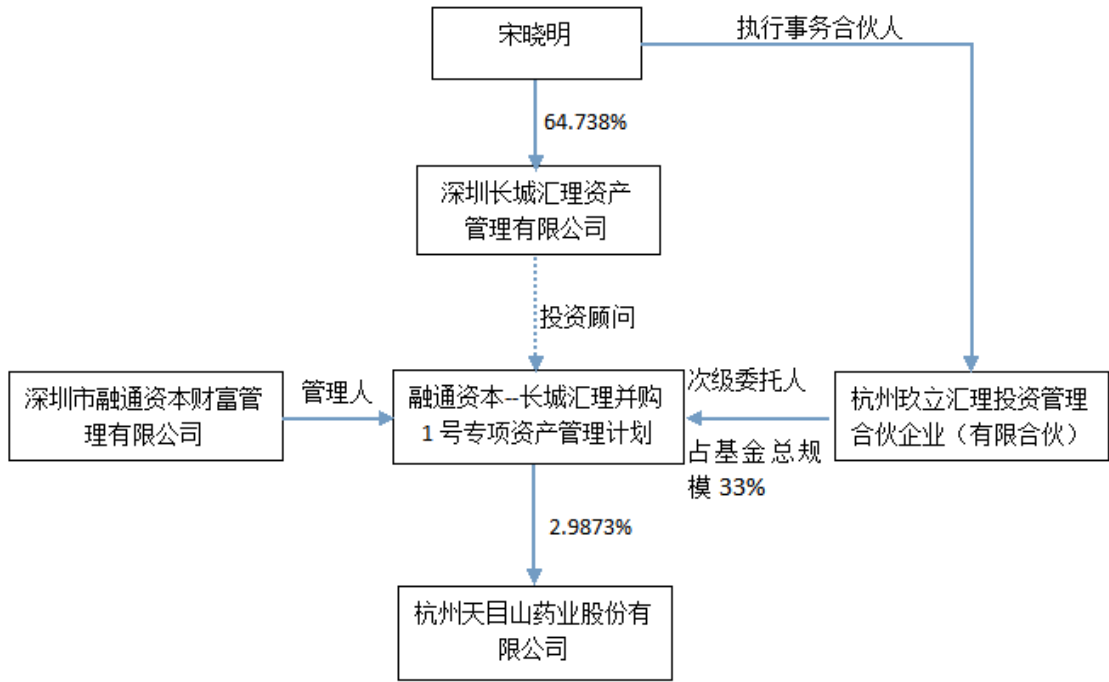 宋晓明
执行事务合伙人
64.738%
深圳长城汇理资产
管理有限公司
投资顾问
深圳市融通资本财富管
理有限公司
管理人
融通资本--长城汇理并购
1号专项资产管理计划
次级委托人
占基金总规
模 33%
杭州玖立汇理投资管理
合伙企业（有限合伙）
2.9873%
杭州天目山药业股份有
限公司